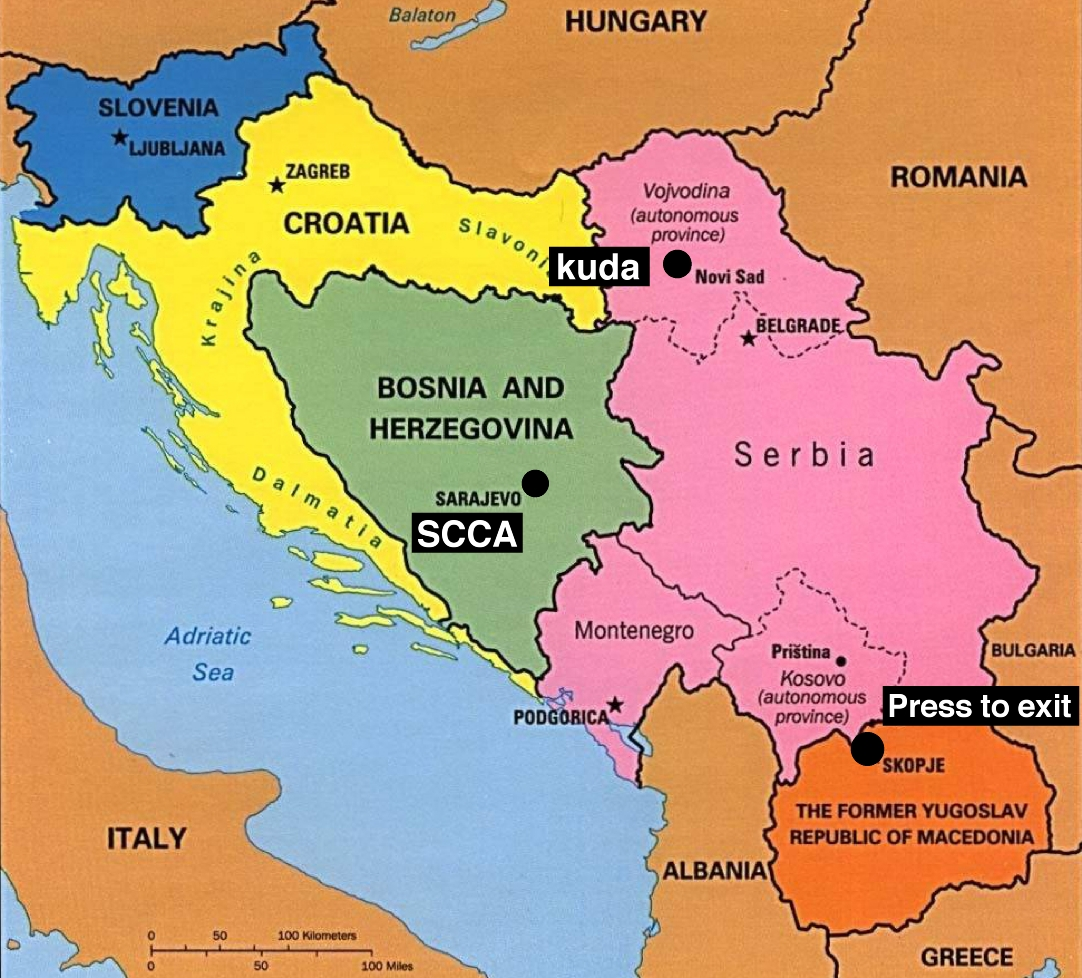 Balaton
HUNGARY
SLOVENIA
LJUBLJANA
ZAGREB
CROATIA
Slavoni
Krajina
ROMANIA
Vojvodina
(autonomous
province)
kuda
Novi Sad
BELGRADE
BOSNIA AND
HERZEGOVINA
Serbia
SARAJEVO
SCCA
Dalmatia
Adriatic
Sea
Montenegro
Priština
Kosovo
(autonomous
province)
BULGARIA
Press to exit
PODGORICA
SKOPJE
THE FORMER YUGOSLAV
REPUBLIC OF MACEDONIA
ITALY
ALBANIA
GREECE
0 50 100 Kilometers
0 50 100 Miles